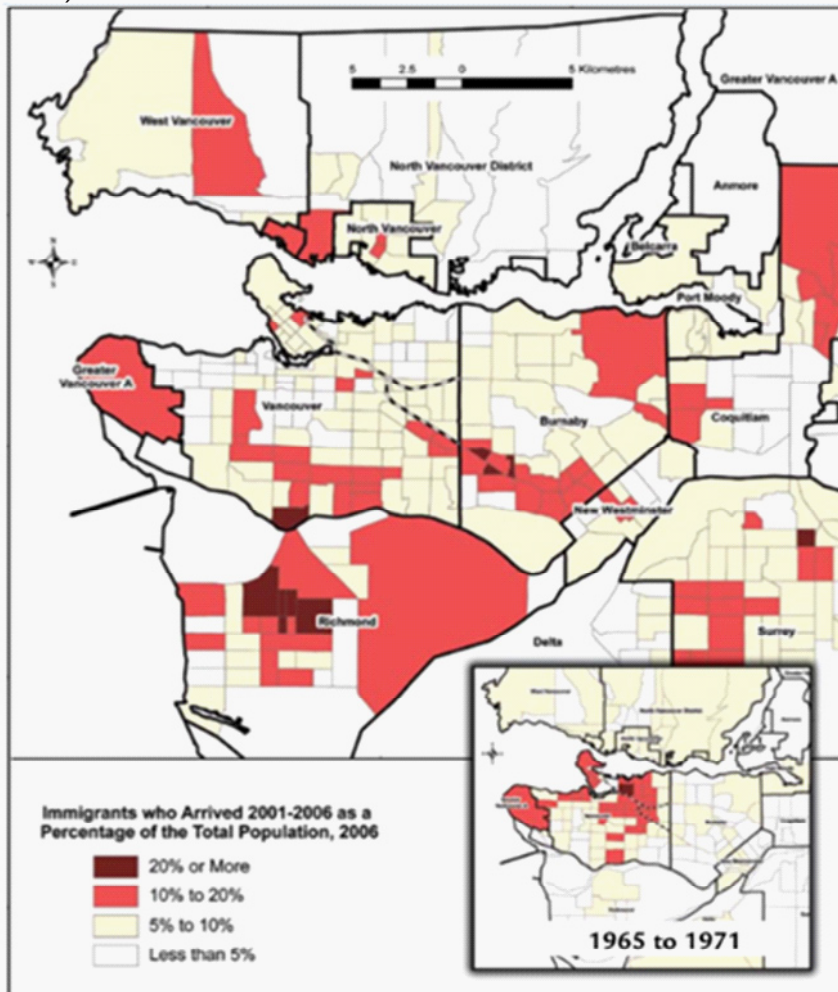 5 2.5 0 5 Kilometres
Greater Vancouver A
West Vancouver
North Vancouver District
Anmore
North Vancouver
Belcarra
Port Moody
Greater
Vancouver A
Vancouver
Burnaby
Coquitlam
New Westminster
Richmond
Delta
Surrey
Immigrants who Arrived 2001-2006 as a
Percentage of the Total Population, 2006
20% or More
10% to 20%
5% to 10%
Less than 5%
1965 to 1971